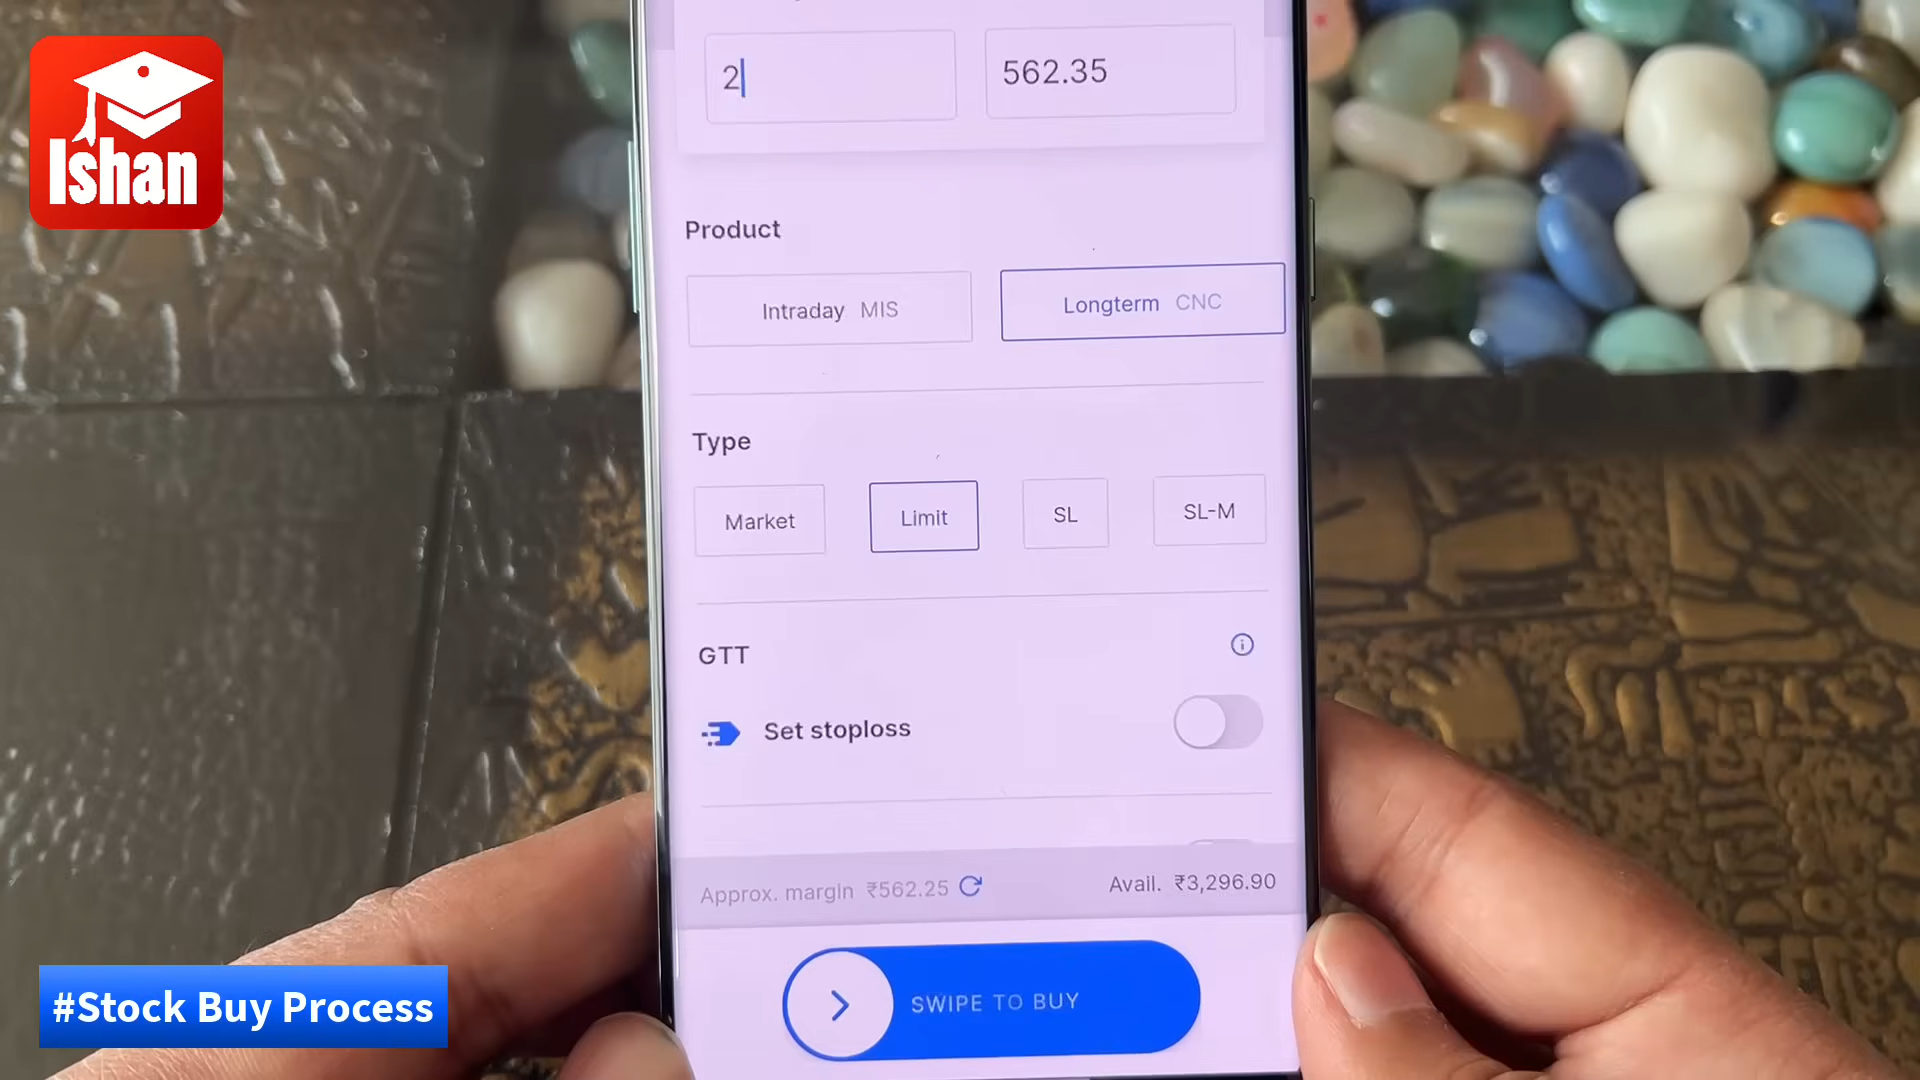 Ishan
2
562.35
Product
Intraday MIS
Longterm CNC
Type
Market
Limit
SL
SL-M
GTT
Set stoploss
Approx. margin ₹562.25
Avail. ₹3,296.90
SWIPE TO BUY
#Stock Buy Process